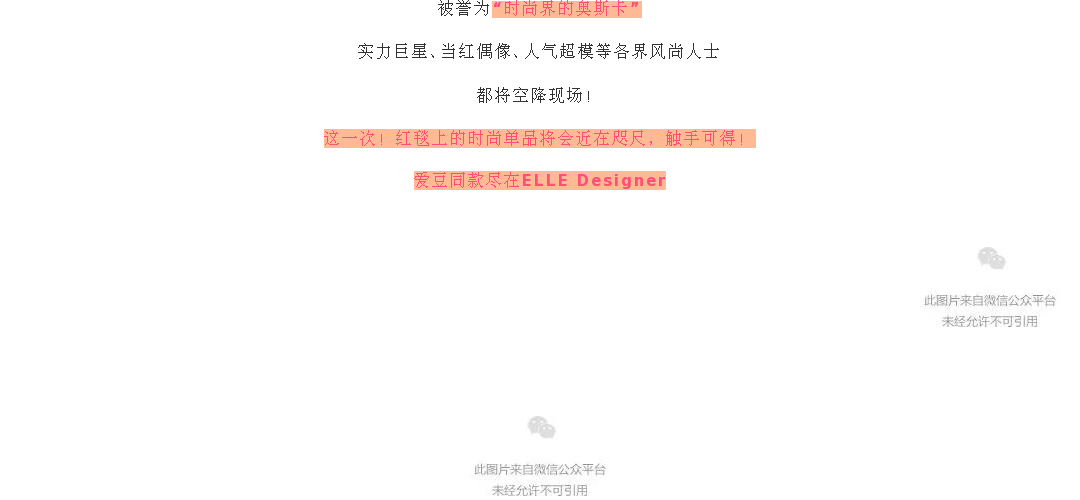 被誉为“时尚界的奥斯卡”
实力巨星、当红偶像、人气超模等各界风尚人士
都将空降现场！
这一次！红毯上的时尚单品将会近在咫尺，触手可得！
爱豆同款尽在ELLE Designer
此图片来自微信公众平台
未经允许不可引用
此图片来自微信公众平台
未经允许不可引用